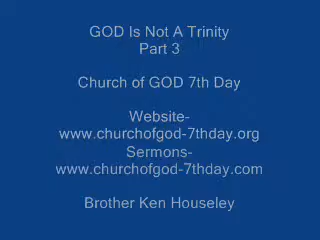 GOD Is Not A Trinity
Part 3
Church of GOD 7th Day
Website-
www.churchofgod-7thday.org
Sermons-
www.churchofgod-7thday.com
Brother Ken Houseley